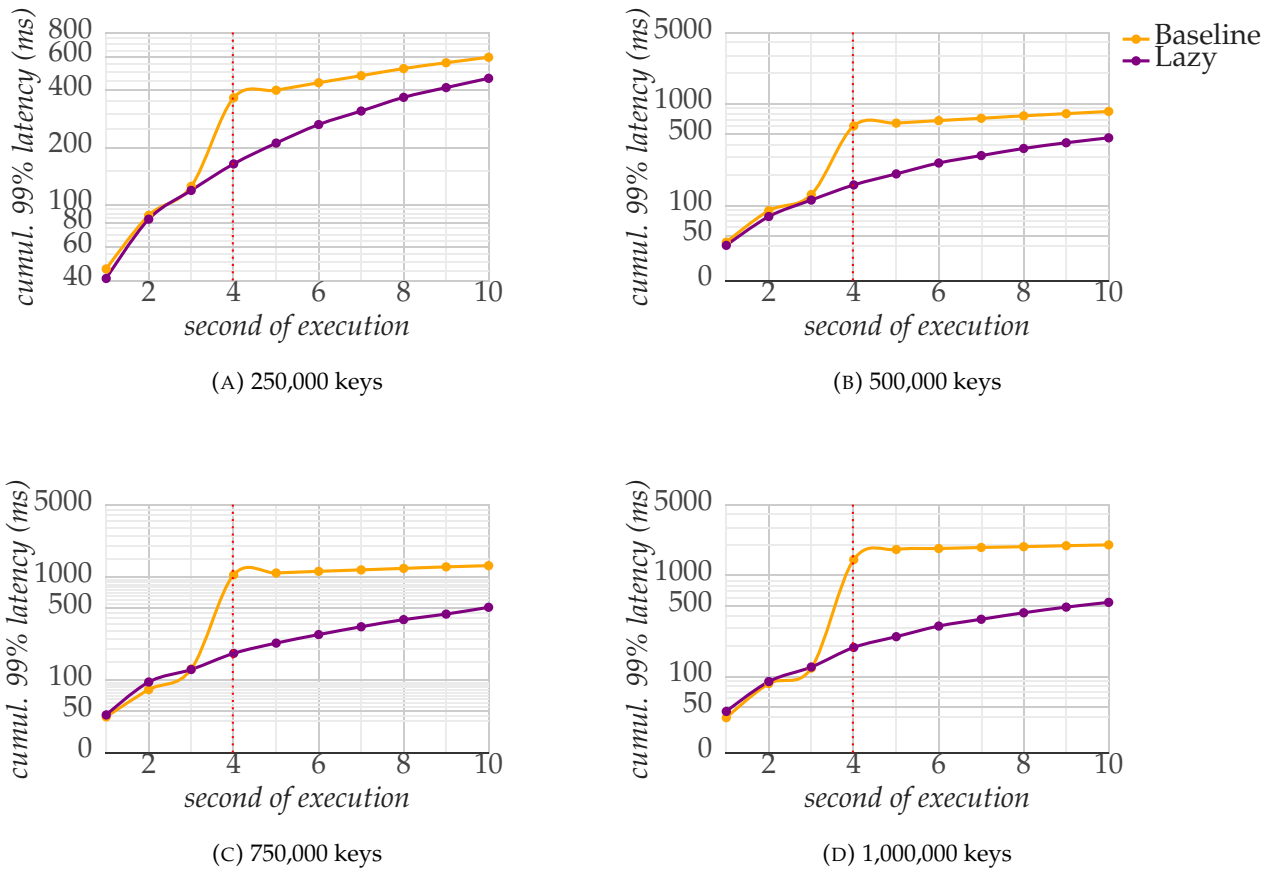 cumul. 99% latency (ms)
800
600
400
200
100
80
60
40
2 4 6 8 10
second of execution
(A) 250,000 keys
cumul. 99% latency (ms)
5000
1000
500
100
50
0
2 4 6 8 10
second of execution
Baseline
Lazy
(B) 500,000 keys
cumul. 99% latency (ms)
5000
1000
500
100
50
0
2 4 6 8 10
second of execution
(C) 750,000 keys
cumul. 99% latency (ms)
5000
1000
500
100
50
0
2 4 6 8 10
second of execution
(D) 1,000,000 keys